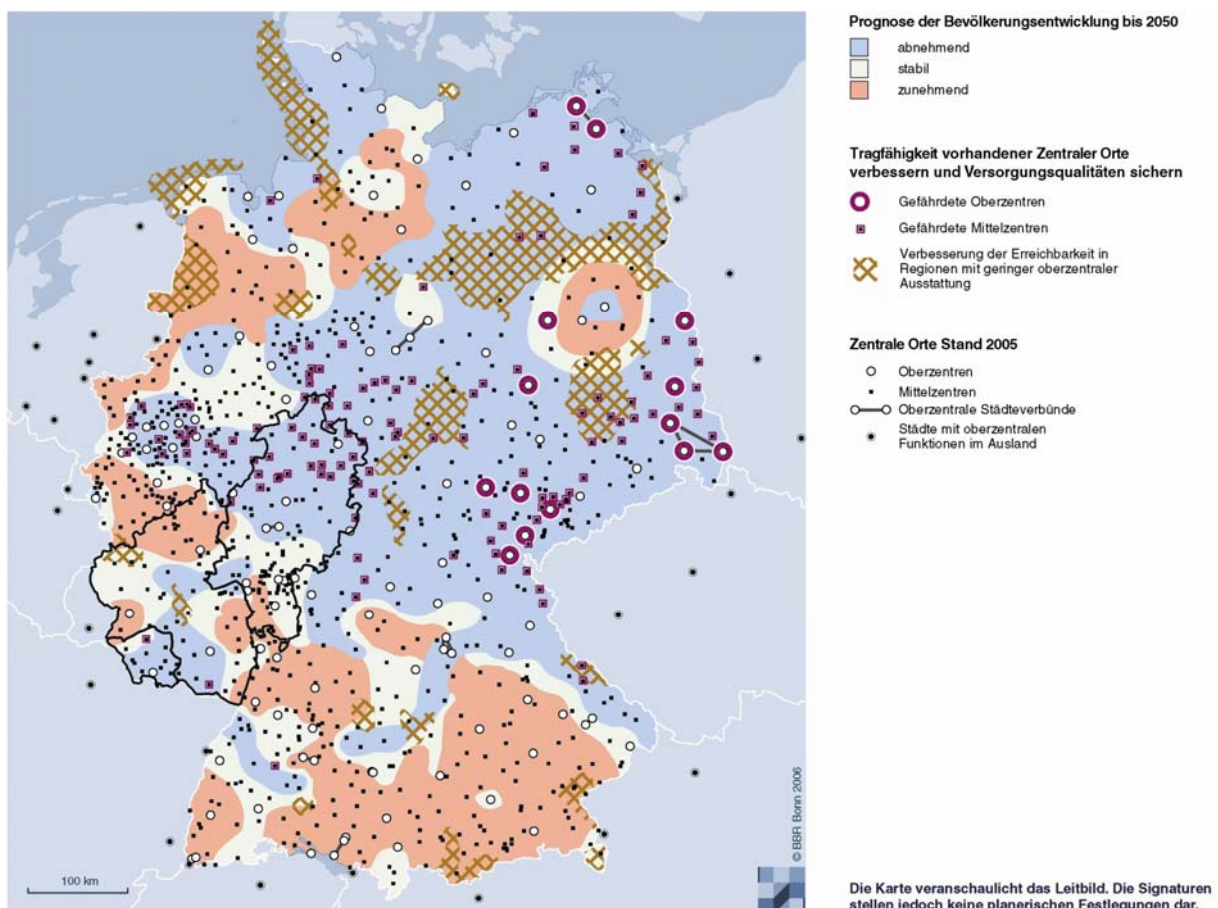 Prognose der Bevölkerungsentwicklung bis 2050
abnehmend
stabil
zunehmend
Tragfähigkeit vorhandener Zentraler Orte
verbessern und Versorgungsqualitäten sichern
Gefährdete Oberzentren
Gefährdete Mittelzentren
Verbesserung der Erreichbarkeit in
Regionen mit geringer oberzentraler
Ausstattung
Zentrale Orte Stand 2005
Oberzentren
Mittelzentren
Oberzentrale Städteverbünde
Städte mit oberzentralen
Funktionen im Ausland
© BBR Bonn 2006
100 km
Die Karte veranschaulicht das Leitbild. Die Signaturen
stellen jedoch keine planerischen Festlegungen dar.